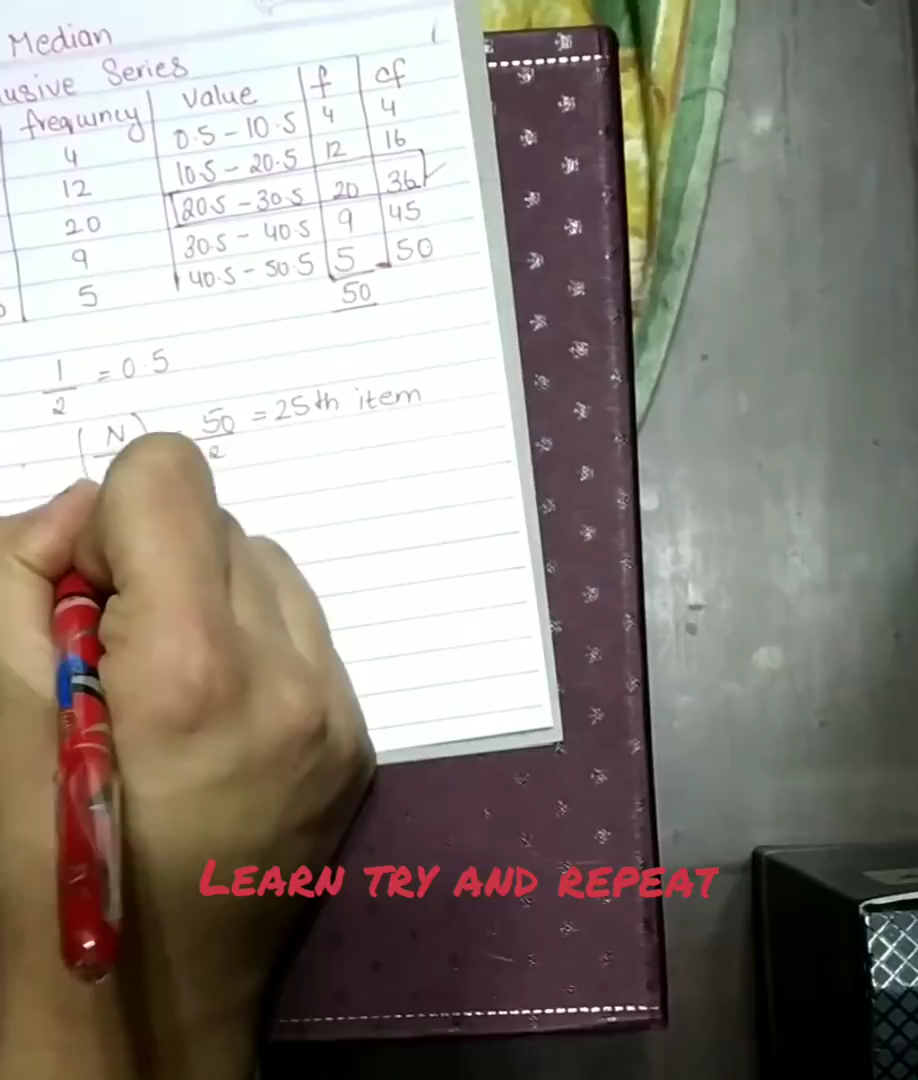 Median
usive Series
frequency | value | f | cf
4 | 0.5 - 10.5 | 4 | 4
12 | 10.5 - 20.5 | 12 | 16
20 | 20.5 - 30.5 | 20 | 36
9 | 30.5 - 40.5 | 9 | 45
5 | 40.5 - 50.5 | 5 | 50
50
1/2 = 0.5
(N 50/2 = 25th item
LEARN TRY AND REPEAT